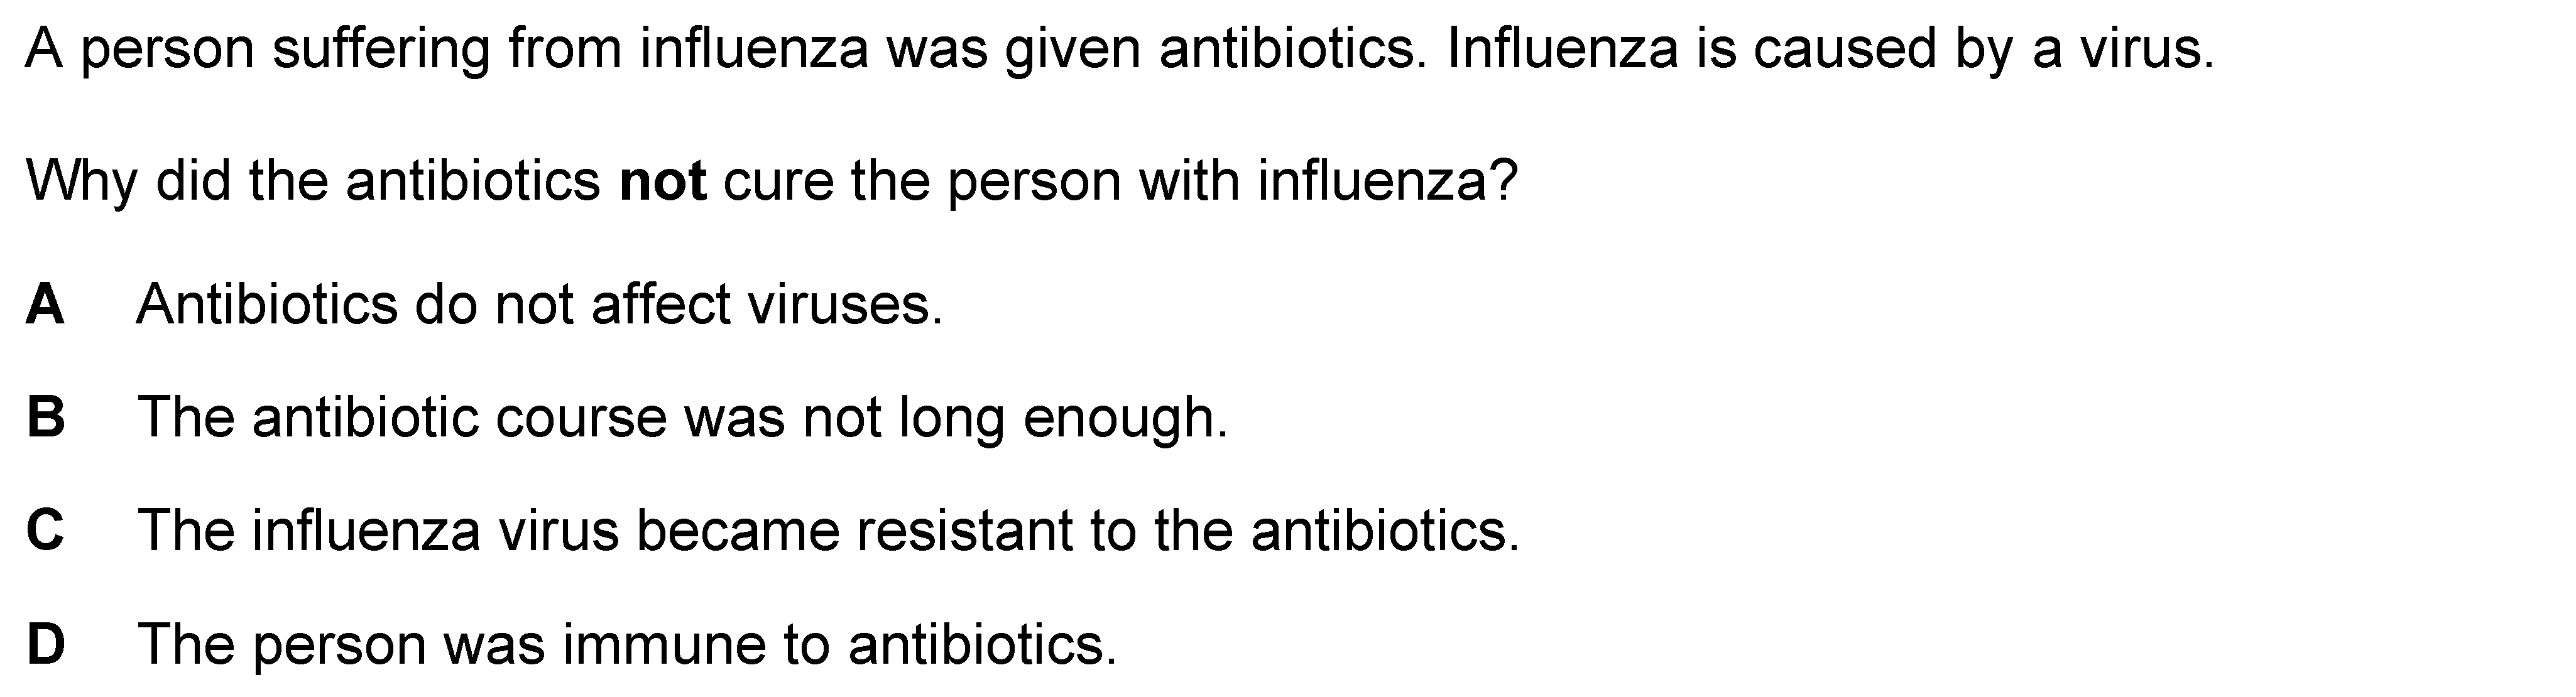 A person suffering from influenza was given antibiotics. Influenza is caused by a virus.
Why did the antibiotics not cure the person with influenza?
A Antibiotics do not affect viruses.
B The antibiotic course was not long enough.
C The influenza virus became resistant to the antibiotics.
D The person was immune to antibiotics.